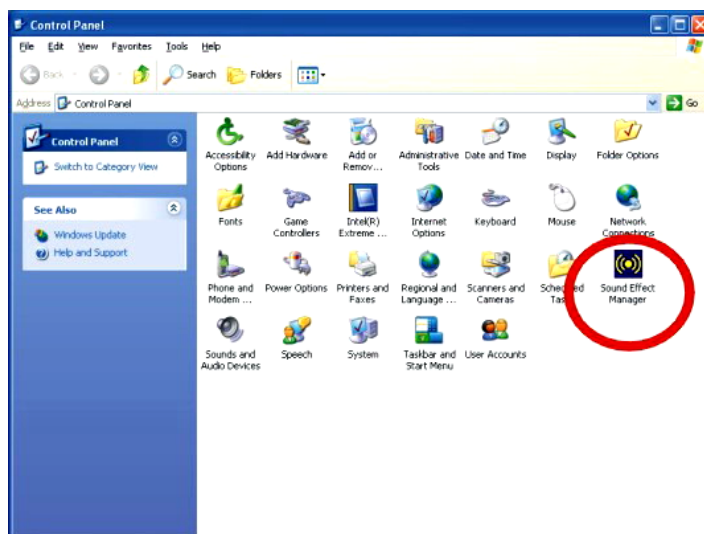 Control Panel
File Edit View Favorites Tools Help
Back Search Folders
Address Control Panel Go
Control Panel
Switch to Category View
See Also
Windows Update
Help and Support
Accessibility Options
Add Hardware
Add or Remov...
Administrative Tools
Date and Time
Display
Folder Options
Fonts
Game Controllers
Intel(R) Extreme ...
Internet Options
Keyboard
Mouse
Network Connections
Phone and Modem ...
Power Options
Printers and Faxes
Regional and Language ...
Scanners and Cameras
Sound Effect Manager
Sounds and Audio Devices
Speech
System
Taskbar and Start Menu
User Accounts